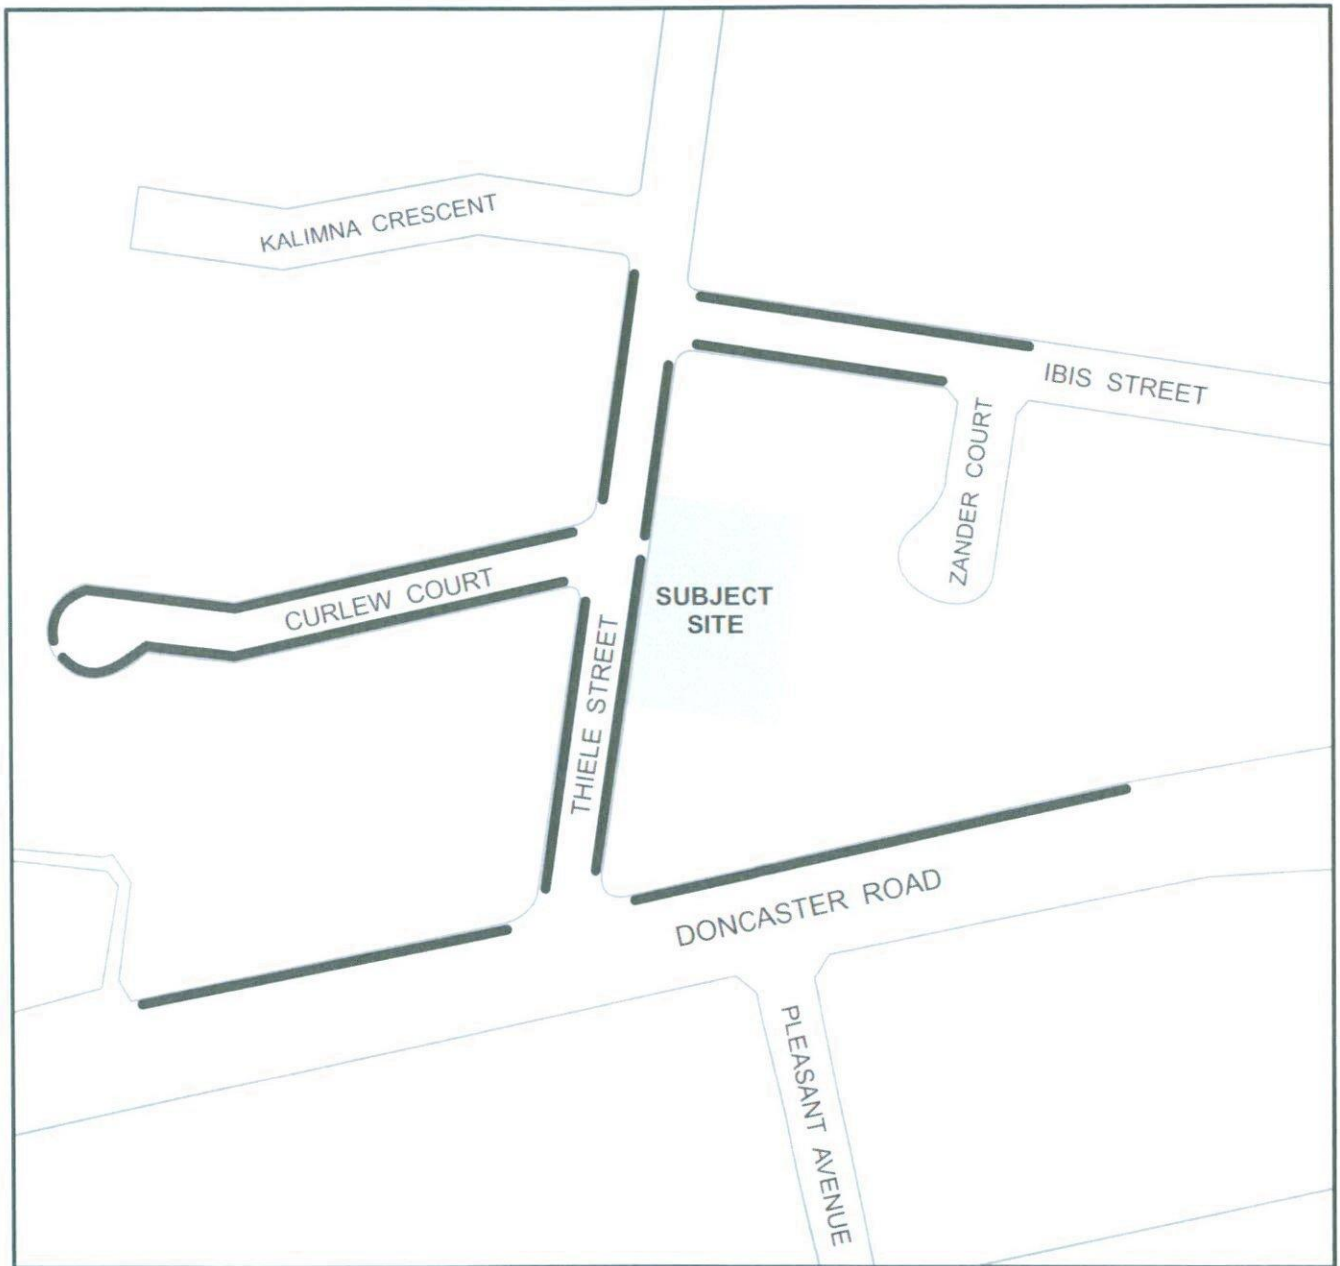 KALIMNA CRESCENT
IBIS STREET
ZANDER COURT
CURLEW COURT
SUBJECT
SITE
THIELE STREET
DONCASTER ROAD
PLEASANT AVENUE